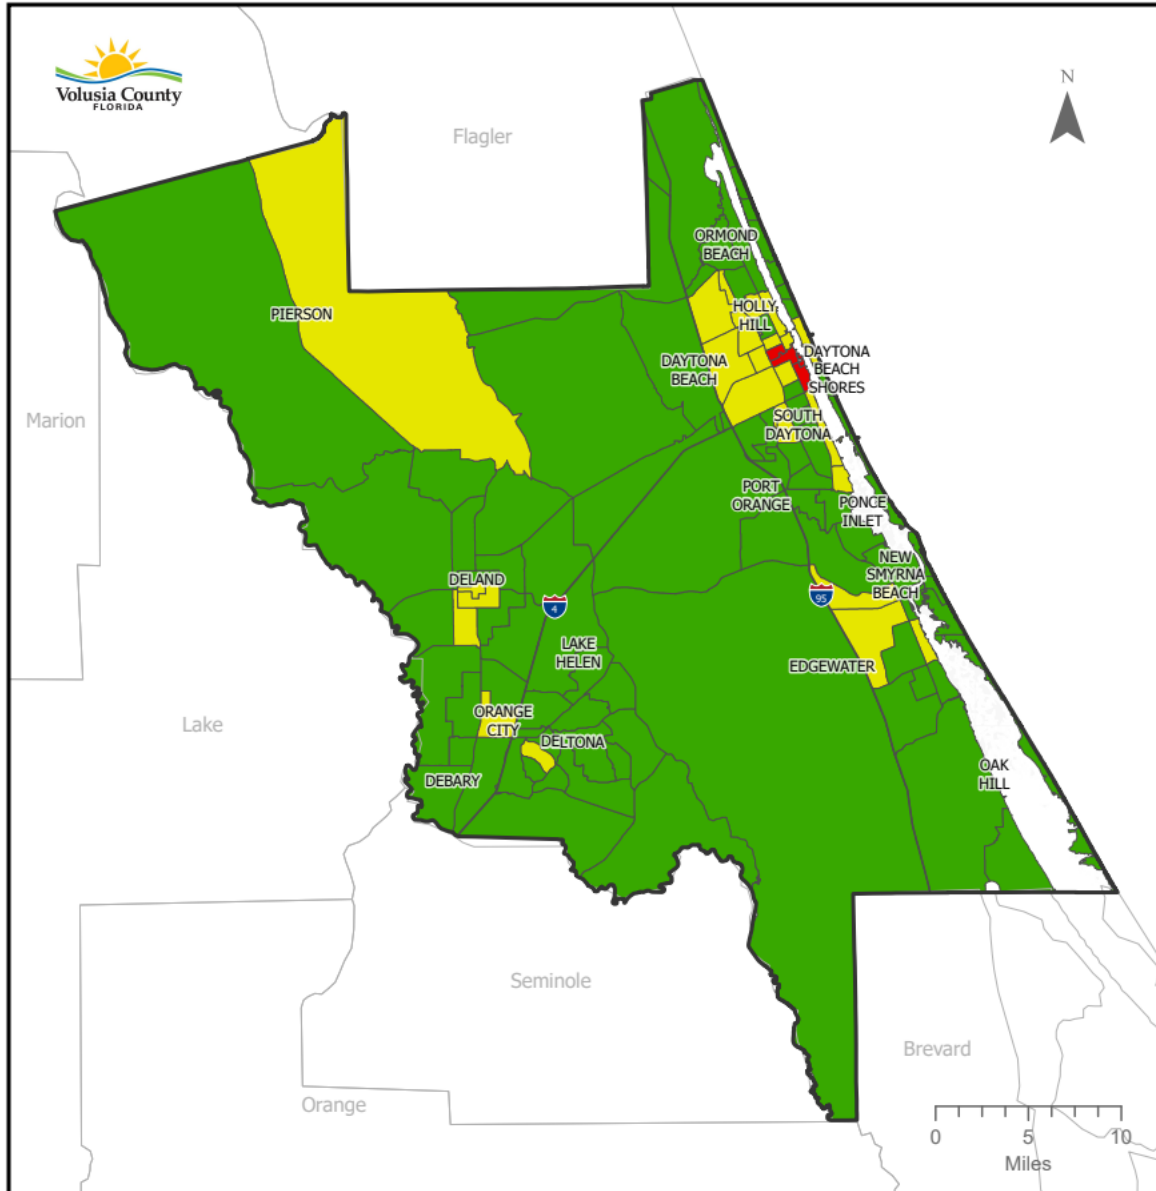 Volusia County
FLORIDA
N
Flagler
ORMOND
BEACH
HOLLY
HILL
PIERSON
DAYTONA
BEACH
DAYTONA
BEACH
SHORES
Marion
SOUTH
DAYTONA
PORT
ORANGE
PONCE
INLET
NEW
SMYRNA
BEACH
DELAND
4
95
LAKE
HELEN
EDGEWATER
Lake
ORANGE
CITY
DELTONA
DEBARY
OAK
HILL
Seminole
Brevard
Orange
0 5 10
Miles